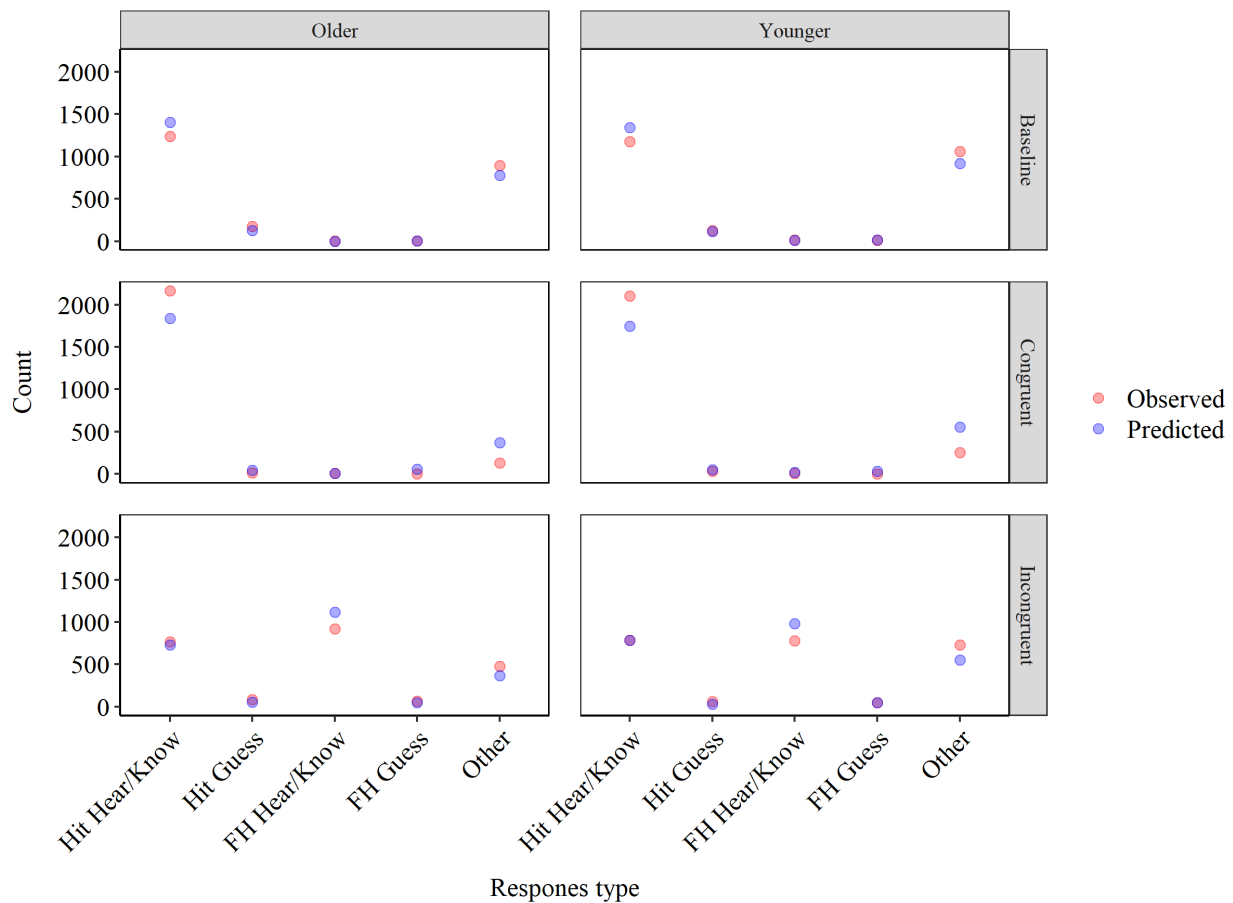 Older
Younger
2000
1500
1000
500
0
Baseline
2000
1500
1000
500
0
Congruent
2000
1500
1000
500
0
Incongruent
Count
Observed
Predicted
Hit Hear/Know
Hit Guess
FH Hear/Know
FH Guess
Other
Hit Hear/Know
Hit Guess
FH Hear/Know
FH Guess
Other
Respones type